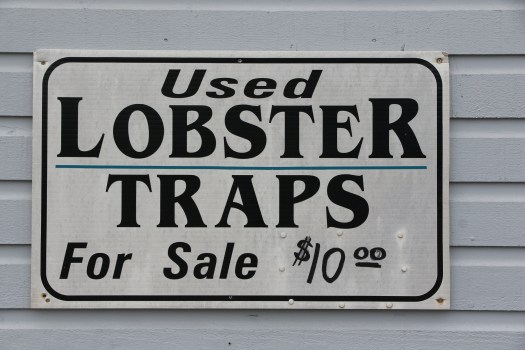 Used
LOBSTER
TRAPS
For Sale $10 00